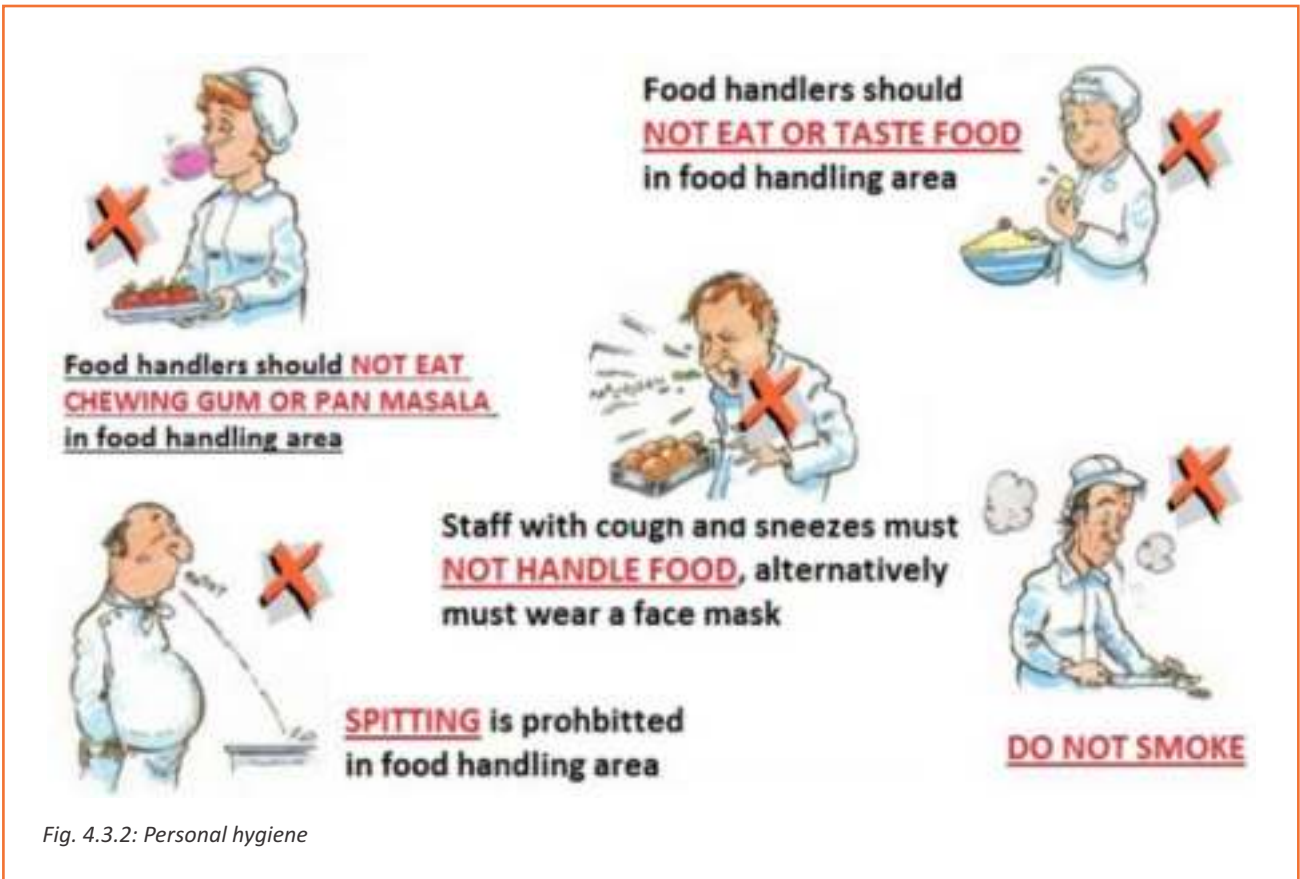 Food handlers should
NOT EAT OR TASTE FOOD
in food handling area
Food handlers should NOT EAT
CHEWING GUM OR PAN MASALA
in food handling area
Staff with cough and sneezes must
NOT HANDLE FOOD, alternatively
must wear a face mask
SPITTING is prohbitted
in food handling area
DO NOT SMOKE
Fig. 4.3.2: Personal hygiene